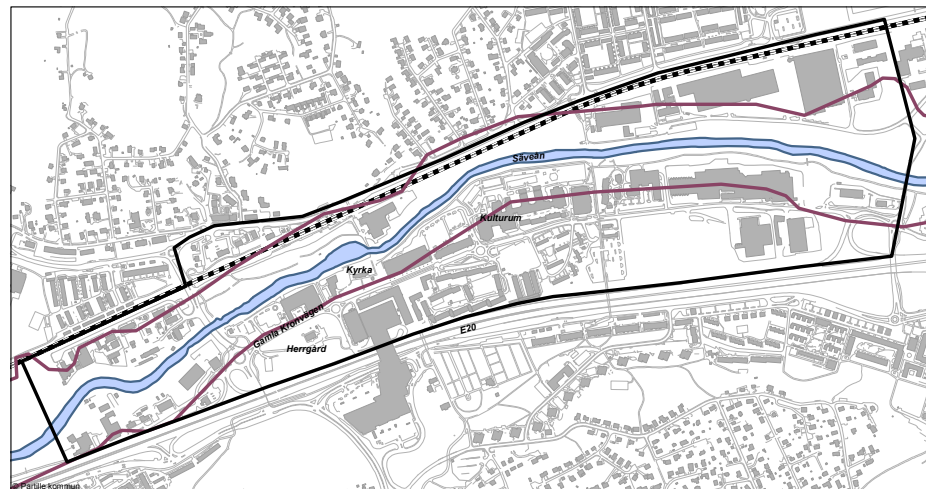 Säveån
Kulturum
Kyrka
Gamla Kronvägen
E20
Herrgård
© Partille kommun